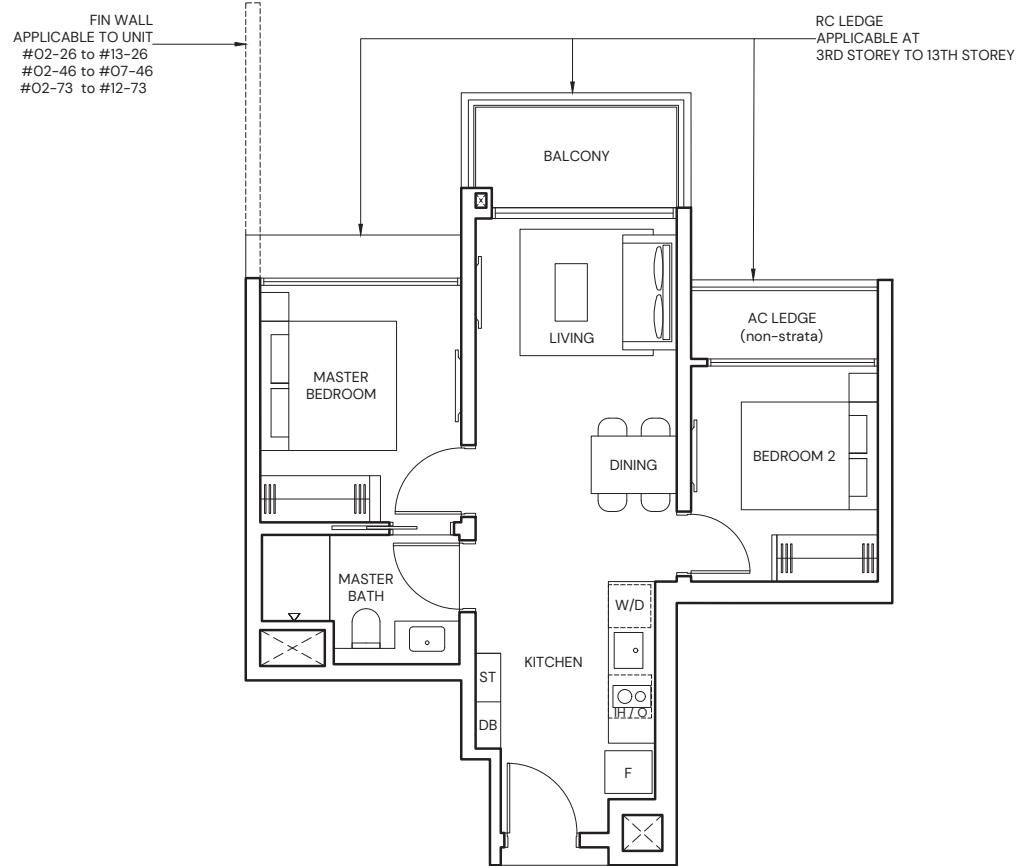 FIN WALL
APPLICABLE TO UNIT
#02-26 to #13-26
#02-46 to #07-46
#02-73 to #12-73
RC LEDGE
APPLICABLE AT
3RD STOREY TO 13TH STOREY
BALCONY
LIVING
AC LEDGE
(non-strata)
MASTER
BEDROOM
BEDROOM 2
DINING
MASTER
BATH
W/D
KITCHEN
ST
IH / O
DB
F